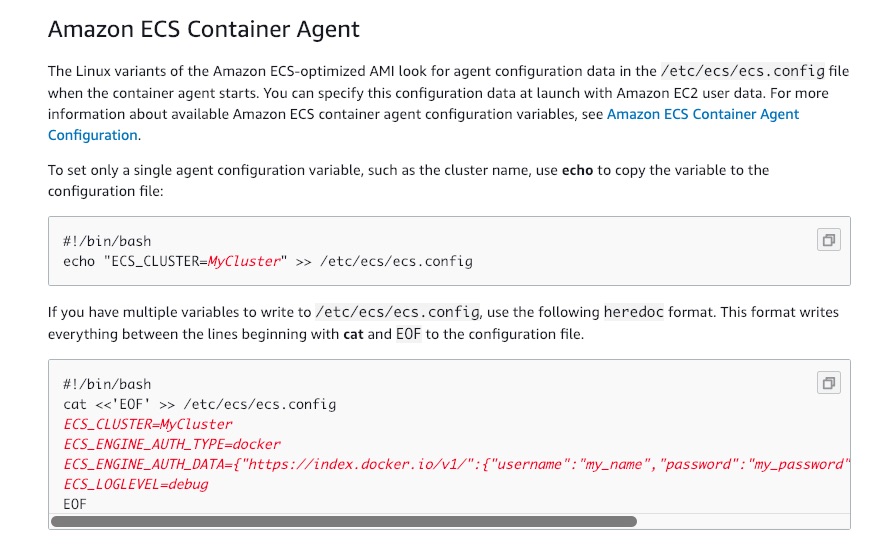 Amazon ECS Container Agent
The Linux variants of the Amazon ECS-optimized AMI look for agent configuration data in the /etc/ecs/ecs.config file
when the container agent starts. You can specify this configuration data at launch with Amazon EC2 user data. For more
information about available Amazon ECS container agent configuration variables, see Amazon ECS Container Agent
Configuration.
To set only a single agent configuration variable, such as the cluster name, use echo to copy the variable to the
configuration file:
#!/bin/bash
echo "ECS_CLUSTER=MyCluster" >> /etc/ecs/ecs.config
If you have multiple variables to write to /etc/ecs/ecs.config, use the following heredoc format. This format writes
everything between the lines beginning with cat and EOF to the configuration file.
#!/bin/bash
cat <<'EOF' >> /etc/ecs/ecs.config
ECS_CLUSTER=MyCluster
ECS_ENGINE_AUTH_TYPE=docker
ECS_ENGINE_AUTH_DATA={"https://index.docker.io/v1/":{"username":"my_name","password":"my_password"
ECS_LOGLEVEL=debug
EOF